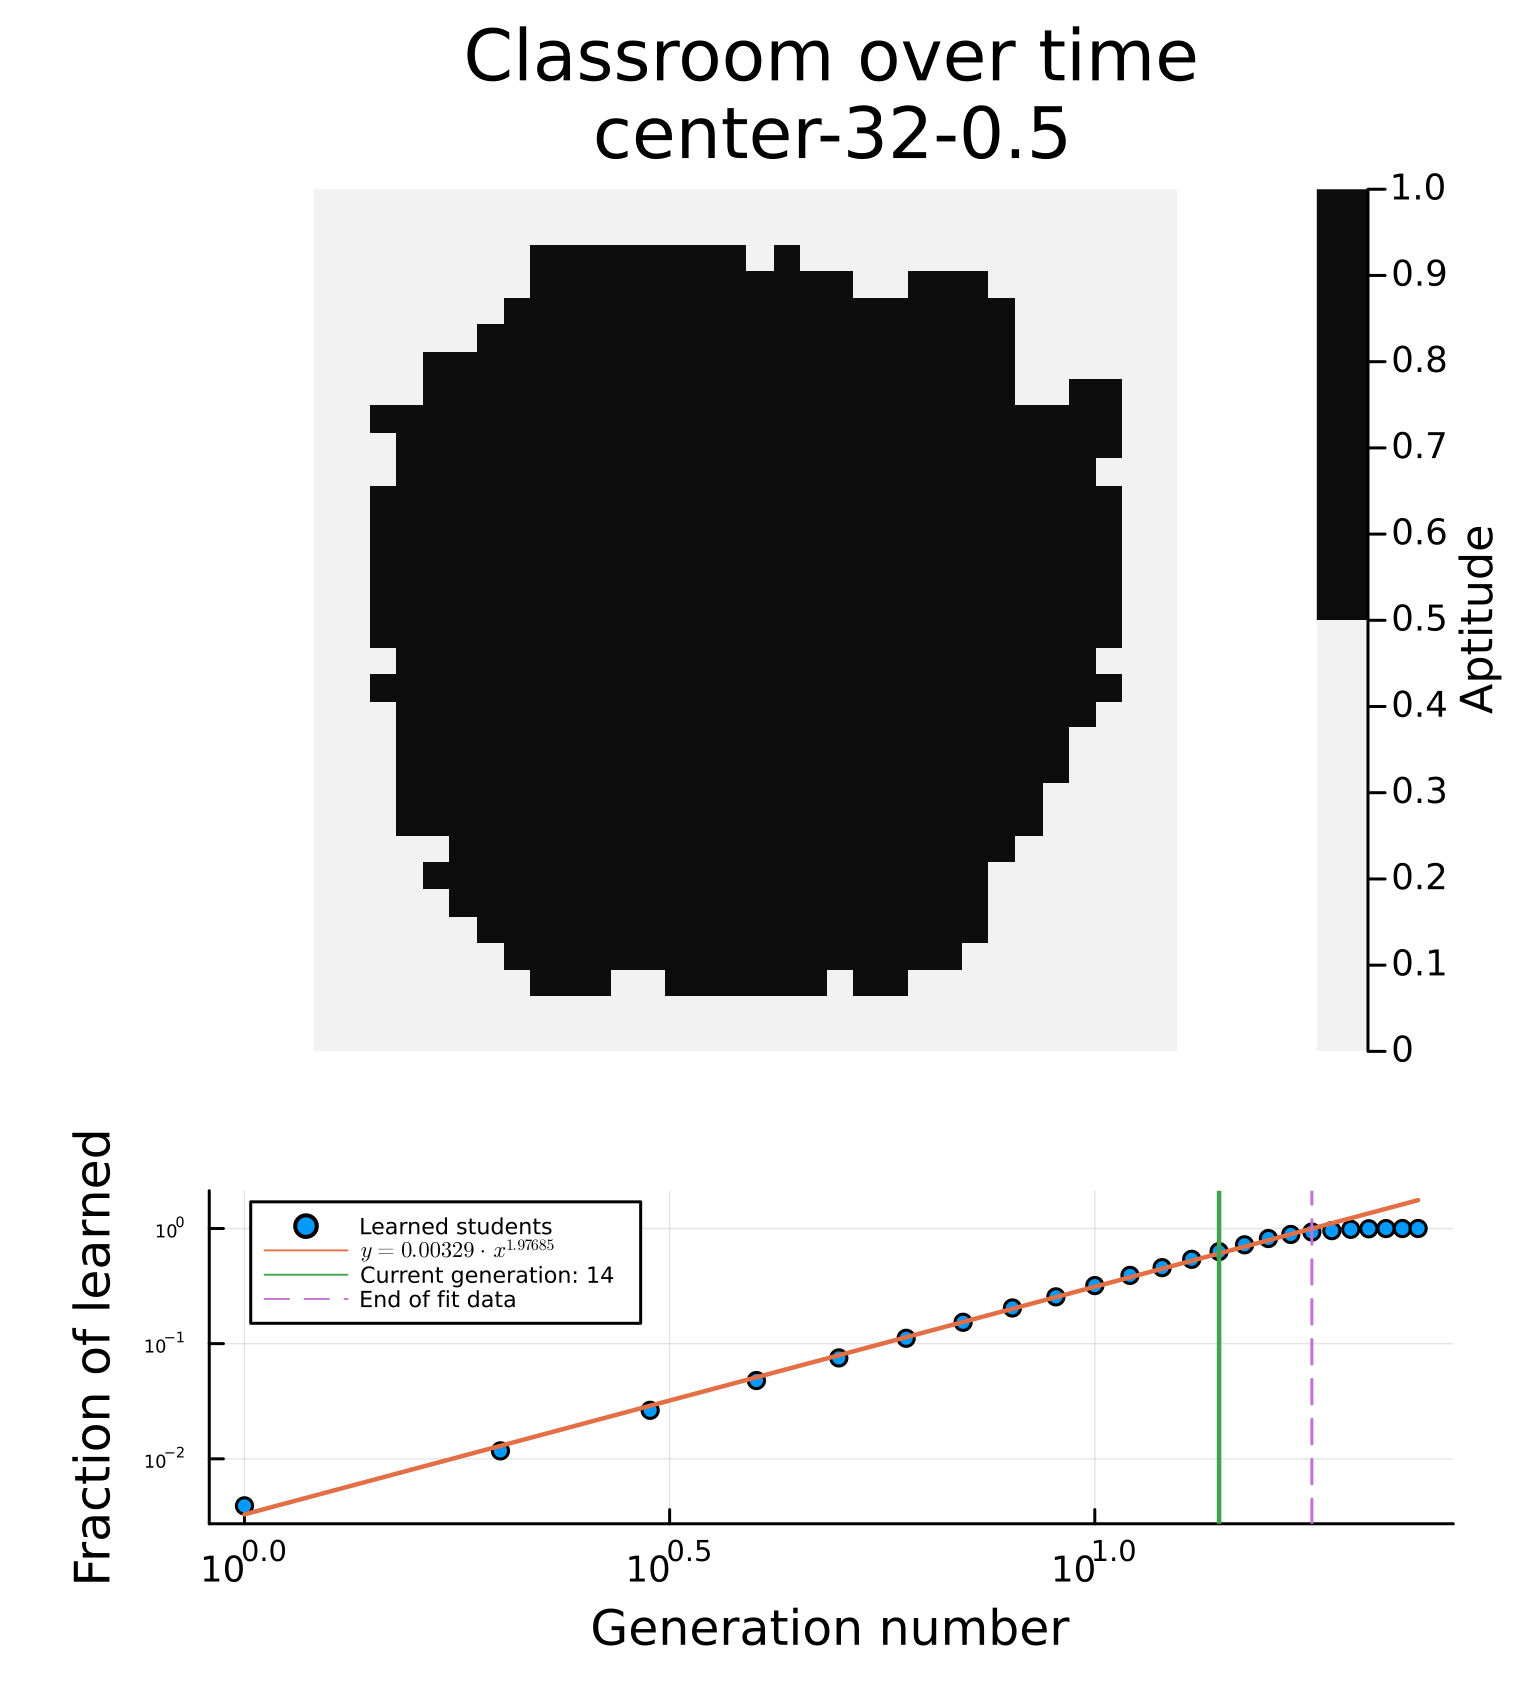 Classroom over time
center-32-0.5
1.0
0.9
0.8
0.7
0.6
0.5
0.4
0.3
0.2
0.1
0
Aptitude
Fraction of learned
10⁰
10⁻¹
10⁻²
Learned students
y = 0.00329 · x^1.97685
Current generation: 14
End of fit data
10^0.0
10^0.5
10^1.0
Generation number